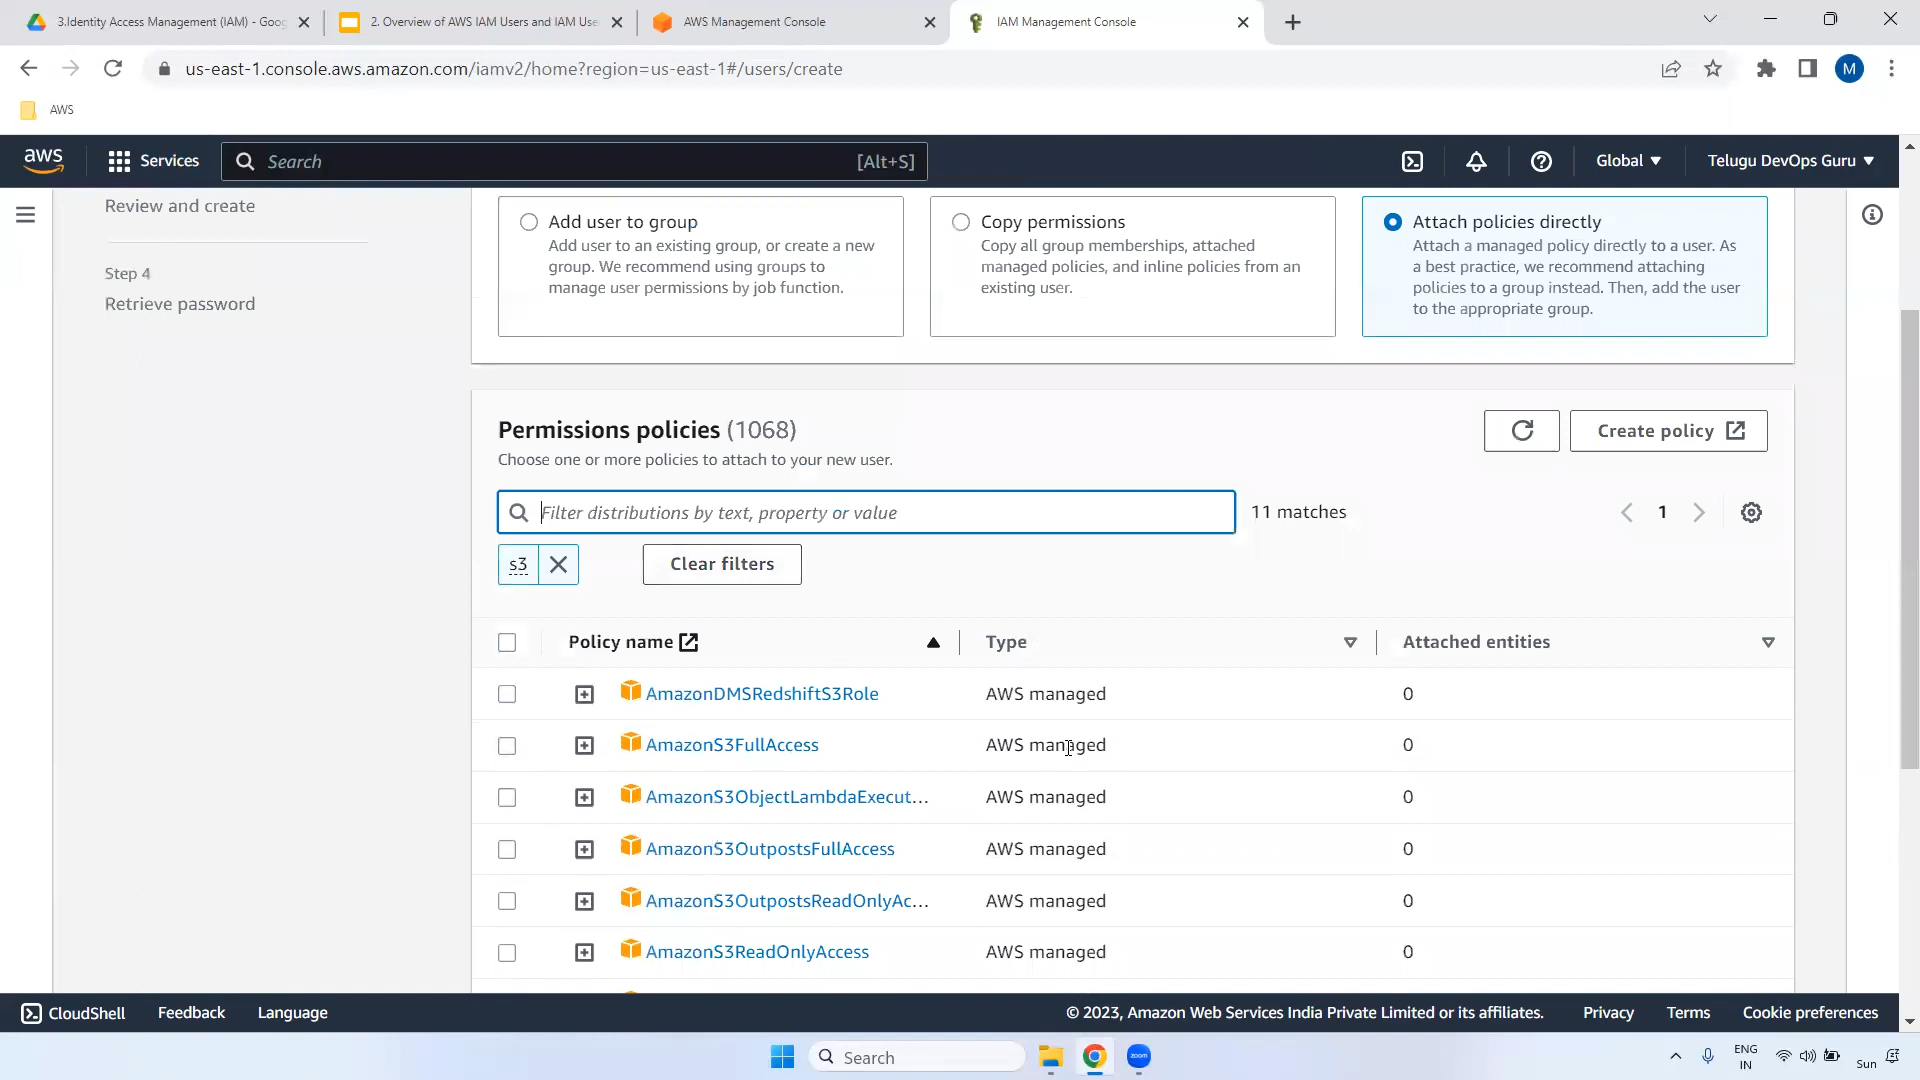 3.Identity Access Management (IAM) - Goog
2. Overview of AWS IAM Users and IAM Use
AWS Management Console
IAM Management Console
us-east-1.console.aws.amazon.com/iamv2/home?region=us-east-1#/users/create
M
AWS
aws
Services
Search
[Alt+S]
Global
Telugu DevOps Guru
Review and create
Step 4
Retrieve password
Add user to group
Add user to an existing group, or create a new
group. We recommend using groups to
manage user permissions by job function.
Copy permissions
Copy all group memberships, attached
managed policies, and inline policies from an
existing user.
Attach policies directly
Attach a managed policy directly to a user. As
a best practice, we recommend attaching
policies to a group instead. Then, add the user
to the appropriate group.
Permissions policies (1068)
Choose one or more policies to attach to your new user.
Create policy
Filter distributions by text, property or value
11 matches
1
s3
Clear filters
Policy name
Type
Attached entities
AmazonDMSRedshiftS3Role
AWS managed
0
AmazonS3FullAccess
AWS managed
0
AmazonS3ObjectLambdaExecut...
AWS managed
0
AmazonS3OutpostsFullAccess
AWS managed
0
AmazonS3OutpostsReadOnlyAc...
AWS managed
0
AmazonS3ReadOnlyAccess
AWS managed
0
CloudShell
Feedback
Language
© 2023, Amazon Web Services India Private Limited or its affiliates.
Privacy
Terms
Cookie preferences
Search
zoom
ENG
IN
Sun